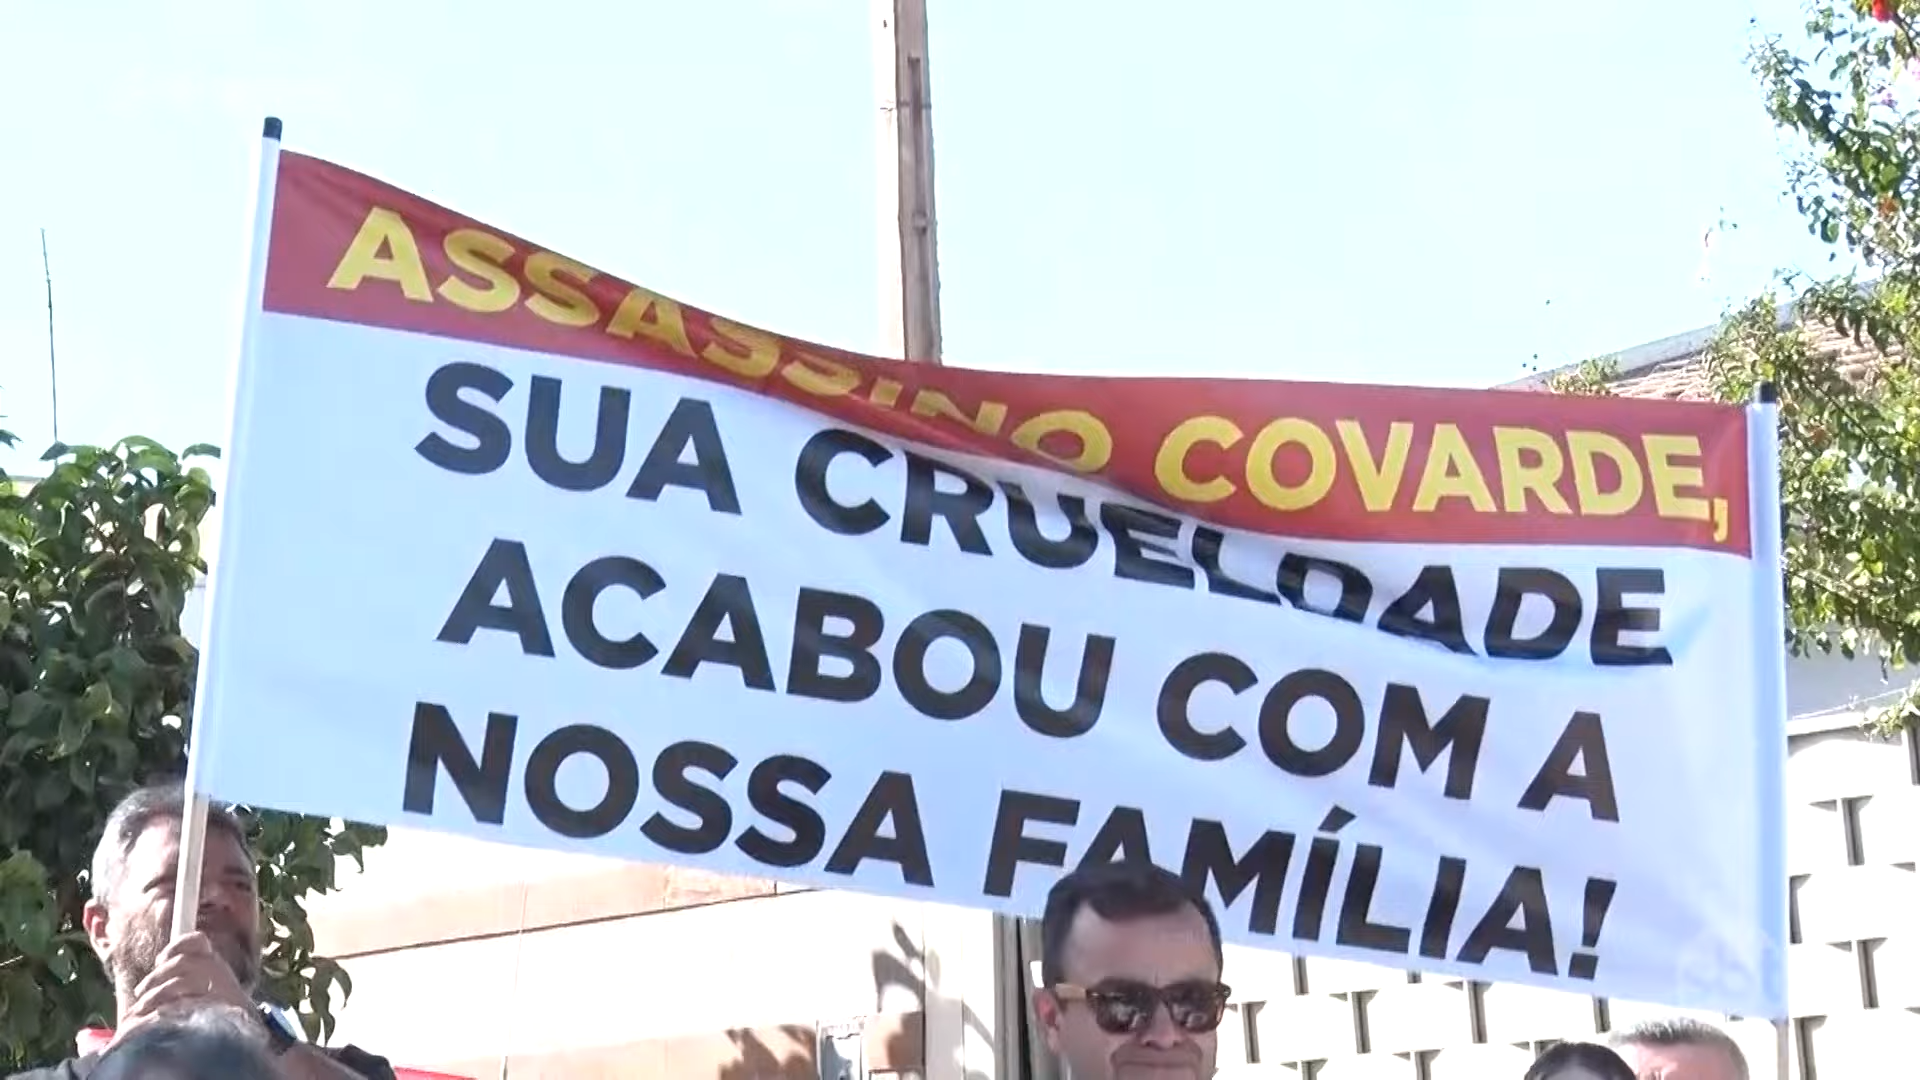 ASSASSINO COVARDE,
SUA CRUELDADE
ACABOU COM A
NOSSA FAMÍLIA!